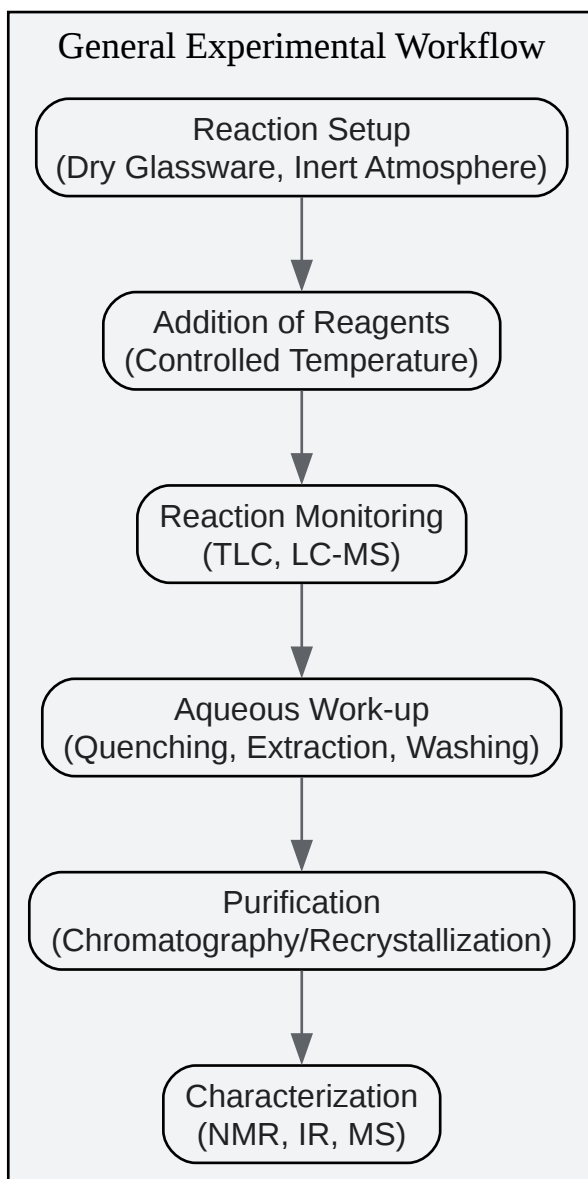 General Experimental Workflow
Reaction Setup
(Dry Glassware, Inert Atmosphere)
Addition of Reagents
(Controlled Temperature)
Reaction Monitoring
(TLC, LC-MS)
Aqueous Work-up
(Quenching, Extraction, Washing)
Purification
(Chromatography/Recrystallization)
Characterization
(NMR, IR, MS)